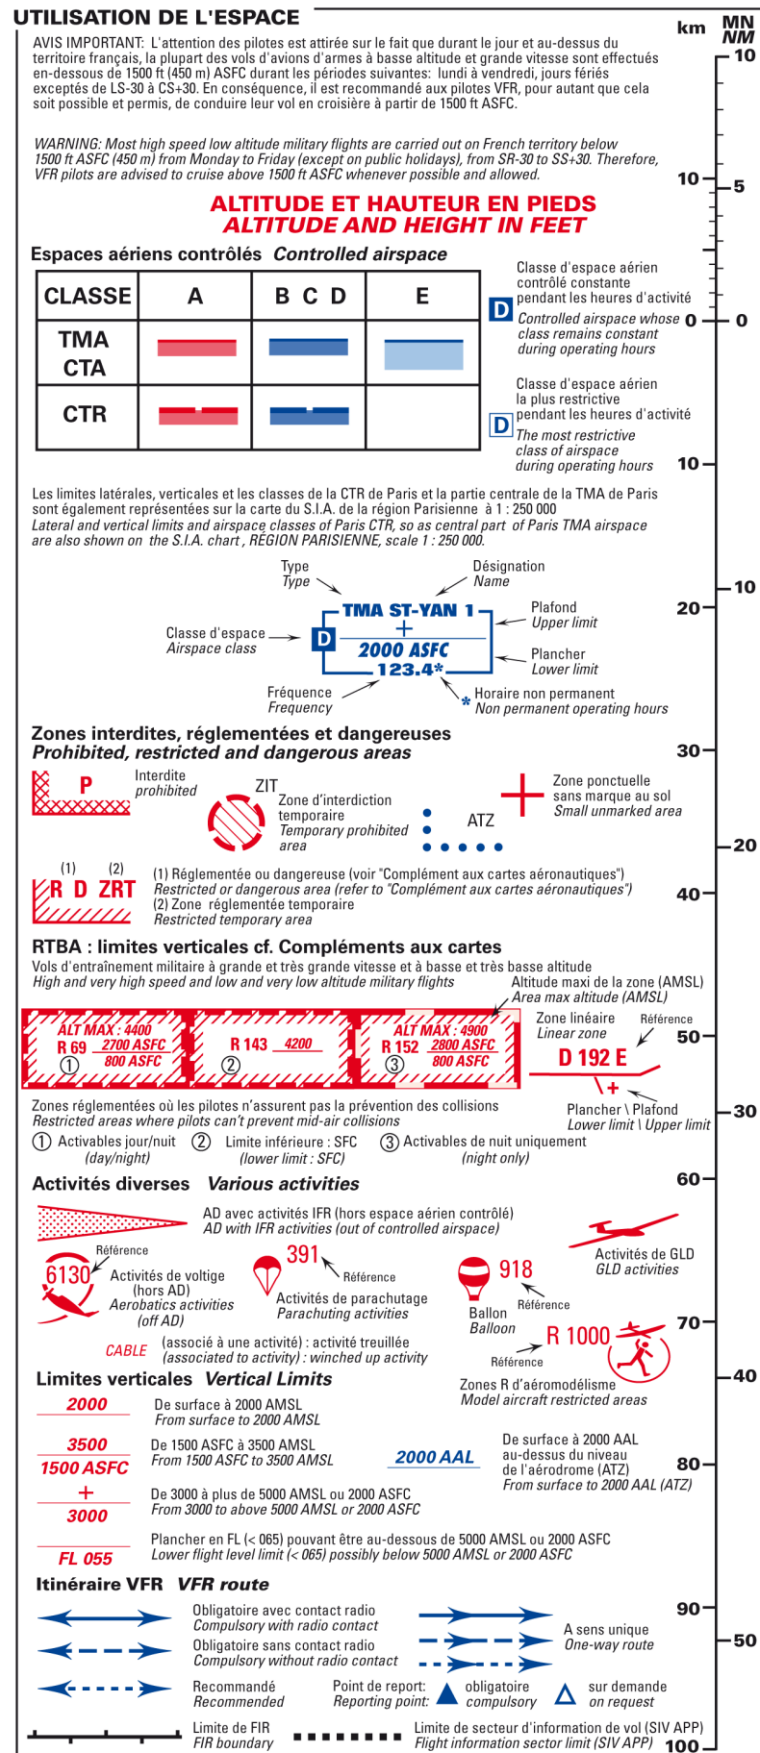 UTILISATION DE L'ESPACE
km
MN
NM
AVIS IMPORTANT: L'attention des pilotes est attirée sur le fait que durant le jour et au-dessus du
territoire français, la plupart des vols d'avions d'armes à basse altitude et grande vitesse sont effectués
en-dessous de 1500 ft (450 m) ASFC durant les périodes suivantes: lundi à vendredi, jours fériés
exceptés de LS-30 à CS+30. En conséquence, il est recommandé aux pilotes VFR, pour autant que cela
soit possible et permis, de conduire leur vol en croisière à partir de 1500 ft ASFC.
10
WARNING: Most high speed low altitude military flights are carried out on French territory below
1500 ft ASFC (450 m) from Monday to Friday (except on public holidays), from SR-30 to SS+30. Therefore,
VFR pilots are advised to cruise above 1500 ft ASFC whenever possible and allowed.
10
5
ALTITUDE ET HAUTEUR EN PIEDS
ALTITUDE AND HEIGHT IN FEET
Espaces aériens contrôlés Controlled airspace
CLASSE
A
B C D
E
TMA
CTA
CTR
D
Classe d'espace aérien
contrôlé constante
pendant les heures d'activité
Controlled airspace whose
class remains constant
during operating hours
0
0
D
Classe d'espace aérien
la plus restrictive
pendant les heures d'activité
The most restrictive
class of airspace
during operating hours
10
Les limites latérales, verticales et les classes de la CTR de Paris et la partie centrale de la TMA de Paris
sont également représentées sur la carte du S.I.A. de la région Parisienne à 1 : 250 000
Lateral and vertical limits and airspace classes of Paris CTR, so as central part of Paris TMA airspace
are also shown on the S.I.A. chart , RÉGION PARISIENNE, scale 1 : 250 000.
Type
Type
Désignation
Name
10
20
TMA ST-YAN 1
+
D
2000 ASFC
123.4*
Plafond
Upper limit
Classe d'espace
Airspace class
Plancher
Lower limit
Fréquence
Frequency
* Horaire non permanent
Non permanent operating hours
Zones interdites, réglementées et dangereuses
Prohibited, restricted and dangerous areas
30
P
Interdite
prohibited
ZIT
Zone d'interdiction
temporaire
Temporary prohibited
area
ATZ
Zone ponctuelle
sans marque au sol
Small unmarked area
20
(1) (2)
R D ZRT
(1) Réglementée ou dangereuse (voir "Complément aux cartes aéronautiques")
Restricted or dangerous area (refer to "Complément aux cartes aéronautiques")
(2) Zone réglementée temporaire
Restricted temporary area
40
RTBA : limites verticales cf. Compléments aux cartes
Vols d'entraînement militaire à grande et très grande vitesse et à basse et très basse altitude
High and very high speed and low and very low altitude military flights
Altitude maxi de la zone (AMSL)
Area max altitude (AMSL)
ALT MAX : 4400
R 69 2700 ASFC
800 ASFC
1
R 143 4200
2
ALT MAX : 4900
R 152 2800 ASFC
800 ASFC
3
Zone linéaire
Linear zone
Référence
D 192 E
\ +
Plancher \ Plafond
Lower limit \ Upper limit
50
30
Zones réglementées où les pilotes n'assurent pas la prévention des collisions
Restricted areas where pilots can't prevent mid-air collisions
1 Activables jour/nuit
(day/night)
2 Limite inférieure : SFC
(lower limit : SFC)
3 Activables de nuit uniquement
(night only)
Activités diverses Various activities
60
AD avec activités IFR (hors espace aérien contrôlé)
AD with IFR activities (out of controlled airspace)
Activités de GLD
GLD activities
6130
Référence
Activités de voltige
(hors AD)
Aerobatics activities
(off AD)
391
Référence
Activités de parachutage
Parachuting activities
918
Référence
Ballon
Balloon
R 1000
Référence
Zones R d'aéromodélisme
Model aircraft restricted areas
70
CABLE
(associé à une activité) : activité treuillée
(associated to activity) : winched up activity
40
Limites verticales Vertical Limits
2000
De surface à 2000 AMSL
From surface to 2000 AMSL
3500
1500 ASFC
De 1500 ASFC à 3500 AMSL
From 1500 ASFC to 3500 AMSL
2000 AAL
De surface à 2000 AAL
au-dessus du niveau
de l'aérodrome (ATZ)
From surface to 2000 AAL (ATZ)
80
+
3000
De 3000 à plus de 5000 AMSL ou 2000 ASFC
From 3000 to above 5000 AMSL or 2000 ASFC
FL 055
Plancher en FL (< 065) pouvant être au-dessous de 5000 AMSL ou 2000 ASFC
Lower flight level limit (< 065) possibly below 5000 AMSL or 2000 ASFC
Itinéraire VFR VFR route
90
Obligatoire avec contact radio
Compulsory with radio contact
Obligatoire sans contact radio
Compulsory without radio contact
A sens unique
One-way route
50
Recommandé
Recommended
Point de report:
Reporting point:
obligatoire
compulsory
sur demande
on request
Limite de FIR
FIR boundary
Limite de secteur d'information de vol (SIV APP)
Flight information sector limit (SIV APP)
100